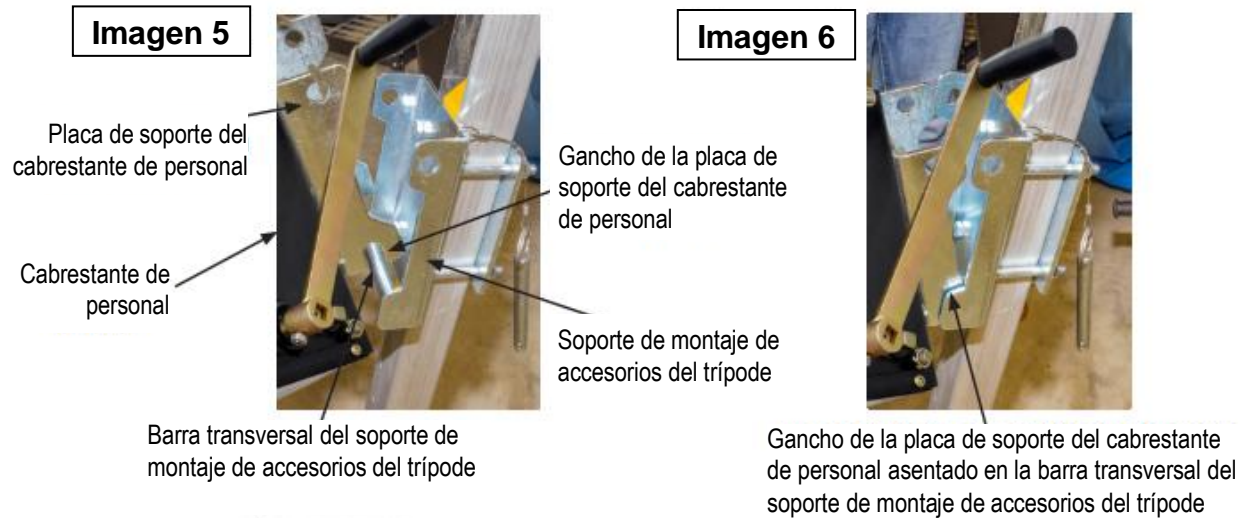 Imagen 5
Placa de soporte del
cabrestante de personal
Cabrestante de
personal
Gancho de la placa de
soporte del cabrestante
de personal
Soporte de montaje de
accesorios del trípode
Barra transversal del soporte de
montaje de accesorios del trípode
Imagen 6
Gancho de la placa de soporte del cabrestante
de personal asentado en la barra transversal del
soporte de montaje de accesorios del trípode